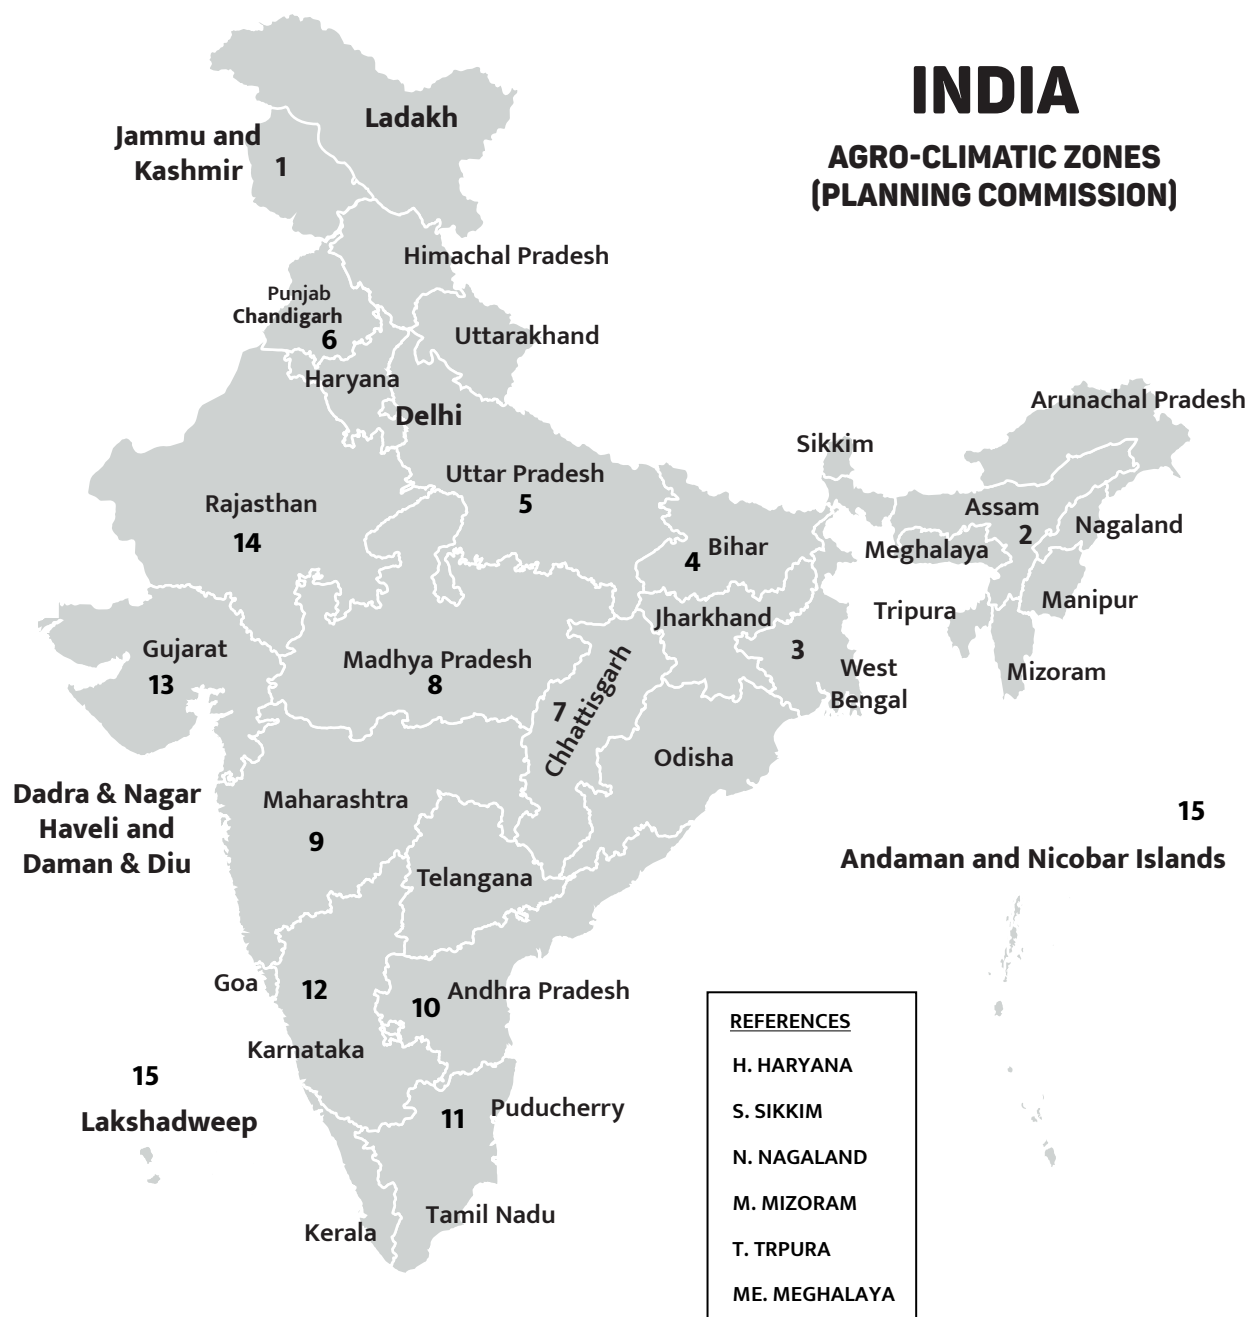 INDIA
AGRO-CLIMATIC ZONES
(PLANNING COMMISSION)
Ladakh
Jammu and
Kashmir
1
Himachal Pradesh
Punjab
Chandigarh
6
Uttarakhand
Haryana
Delhi
Arunachal Pradesh
Sikkim
Uttar Pradesh
5
Rajasthan
14
Assam
2
Nagaland
Bihar
4
Meghalaya
Manipur
Tripura
Jharkhand
Gujarat
13
Madhya Pradesh
8
3
West
Bengal
Mizoram
7
Chhattisgarh
Odisha
Dadra & Nagar
Haveli and
Daman & Diu
Maharashtra
9
15
Andaman and Nicobar Islands
Telangana
Goa
12
10
Andhra Pradesh
Karnataka
15
Lakshadweep
11
Puducherry
Kerala
Tamil Nadu
REFERENCES
H. HARYANA
S. SIKKIM
N. NAGALAND
M. MIZORAM
T. TRPURA
ME. MEGHALAYA